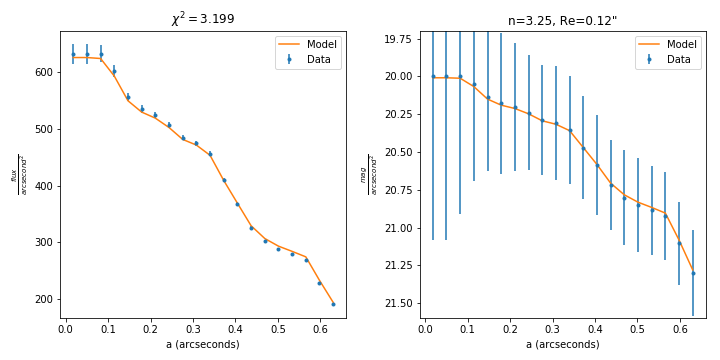 χ² = 3.199
600
500
400
300
200
flux
arcsecond²
0.0 0.1 0.2 0.3 0.4 0.5 0.6
a (arcseconds)
Model
Data
n=3.25, Re=0.12"
19.75
20.00
20.25
20.50
20.75
21.00
21.25
21.50
mag
arcsecond²
0.0 0.1 0.2 0.3 0.4 0.5 0.6
a (arcseconds)
Model
Data